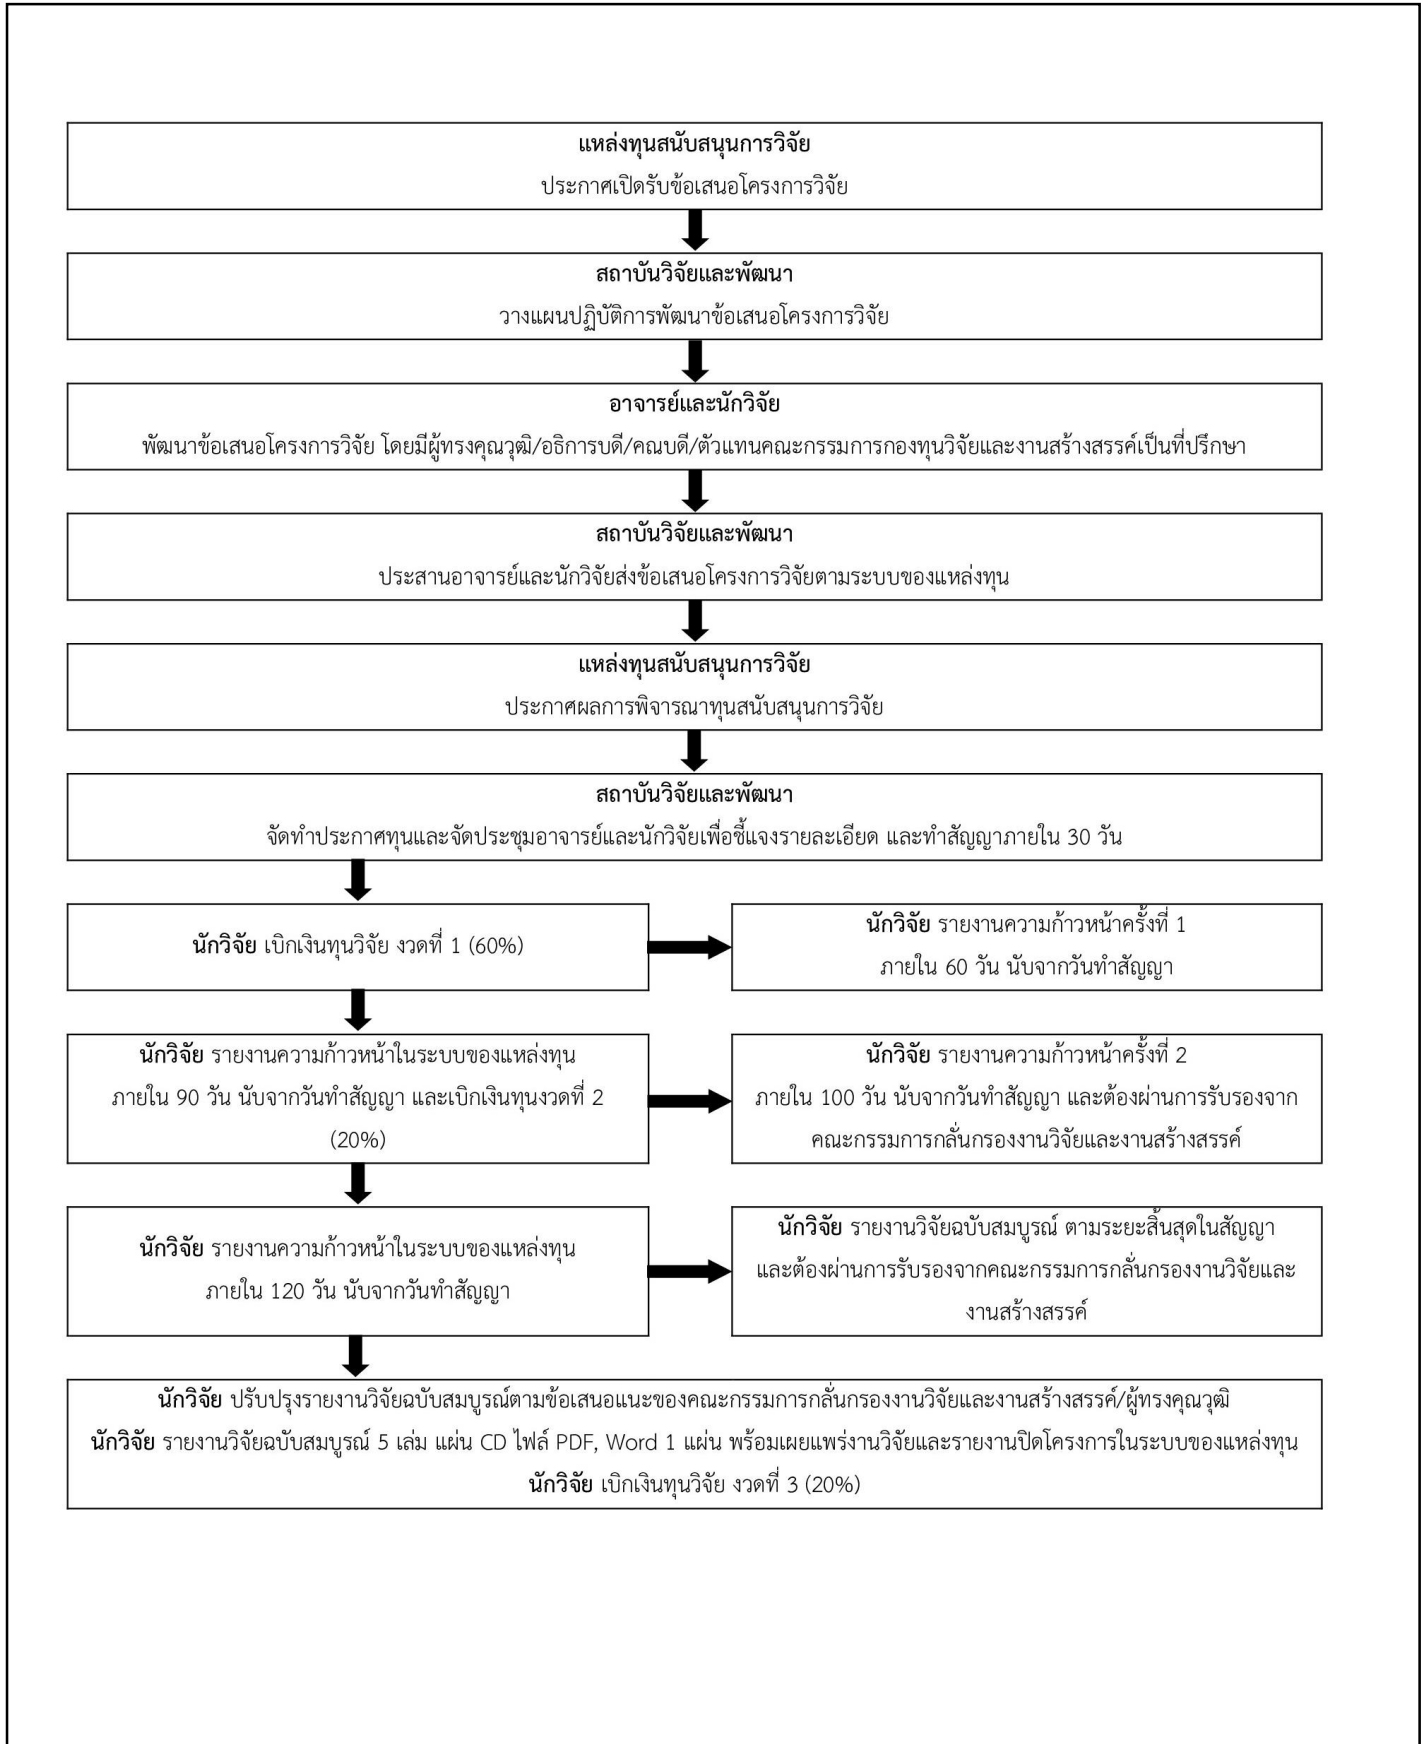 แหล่งทุนสนับสนุนการวิจัย
ประกาศเปิดรับข้อเสนอโครงการวิจัย
สถาบันวิจัยและพัฒนา
วางแผนปฏิบัติการพัฒนาข้อเสนอโครงการวิจัย
อาจารย์และนักวิจัย
พัฒนาข้อเสนอโครงการวิจัย โดยมีผู้ทรงคุณวุฒิ/อธิการบดี/คณบดี/ตัวแทนคณะกรรมการกองทุนวิจัยและงานสร้างสรรค์เป็นที่ปรึกษา
สถาบันวิจัยและพัฒนา
ประสานอาจารย์และนักวิจัยส่งข้อเสนอโครงการวิจัยตามระบบของแหล่งทุน
แหล่งทุนสนับสนุนการวิจัย
ประกาศผลการพิจารณาทุนสนับสนุนการวิจัย
สถาบันวิจัยและพัฒนา
จัดทำประกาศทุนและจัดประชุมอาจารย์และนักวิจัยเพื่อชี้แจงรายละเอียด และทำสัญญาภายใน 30 วัน
นักวิจัย เบิกเงินทุนวิจัย งวดที่ 1 (60%)
นักวิจัย รายงานความก้าวหน้าครั้งที่ 1
ภายใน 60 วัน นับจากวันทำสัญญา
นักวิจัย รายงานความก้าวหน้าในระบบของแหล่งทุน
ภายใน 90 วัน นับจากวันทำสัญญา และเบิกเงินทุนงวดที่ 2
(20%)
นักวิจัย รายงานความก้าวหน้าครั้งที่ 2
ภายใน 100 วัน นับจากวันทำสัญญา และต้องผ่านการรับรองจาก
คณะกรรมการกลั่นกรองงานวิจัยและงานสร้างสรรค์
นักวิจัย รายงานความก้าวหน้าในระบบของแหล่งทุน
ภายใน 120 วัน นับจากวันทำสัญญา
นักวิจัย รายงานวิจัยฉบับสมบูรณ์ ตามระยะสิ้นสุดในสัญญา
และต้องผ่านการรับรองจากคณะกรรมการกลั่นกรองงานวิจัยและ
งานสร้างสรรค์
นักวิจัย ปรับปรุงรายงานวิจัยฉบับสมบูรณ์ตามข้อเสนอแนะของคณะกรรมการกลั่นกรองงานวิจัยและงานสร้างสรรค์/ผู้ทรงคุณวุฒิ
นักวิจัย รายงานวิจัยฉบับสมบูรณ์ 5 เล่ม แผ่น CD ไฟล์ PDF, Word 1 แผ่น พร้อมเผยแพร่งานวิจัยและรายงานปิดโครงการในระบบของแหล่งทุน
นักวิจัย เบิกเงินทุนวิจัย งวดที่ 3 (20%)